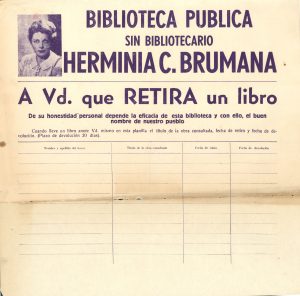 BIBLIOTECA PUBLICA
SIN BIBLIOTECARIO
HERMINIA C. BRUMANA
A Vd. que RETIRA un libro
De su honestidad personal depende la eficacia de esta biblioteca y con ello, el buen
nombre de nuestro pueblo
Cuando lleve un libro anote Vd. mismo en esta planilla el título de la obra consultada, fecha de retiro y fecha de de-
volución. (Plazo de devolución 20 días).
Nombre y apellido del lector
Título de la obra consultada
Fecha de retiro
Fecha de devolución